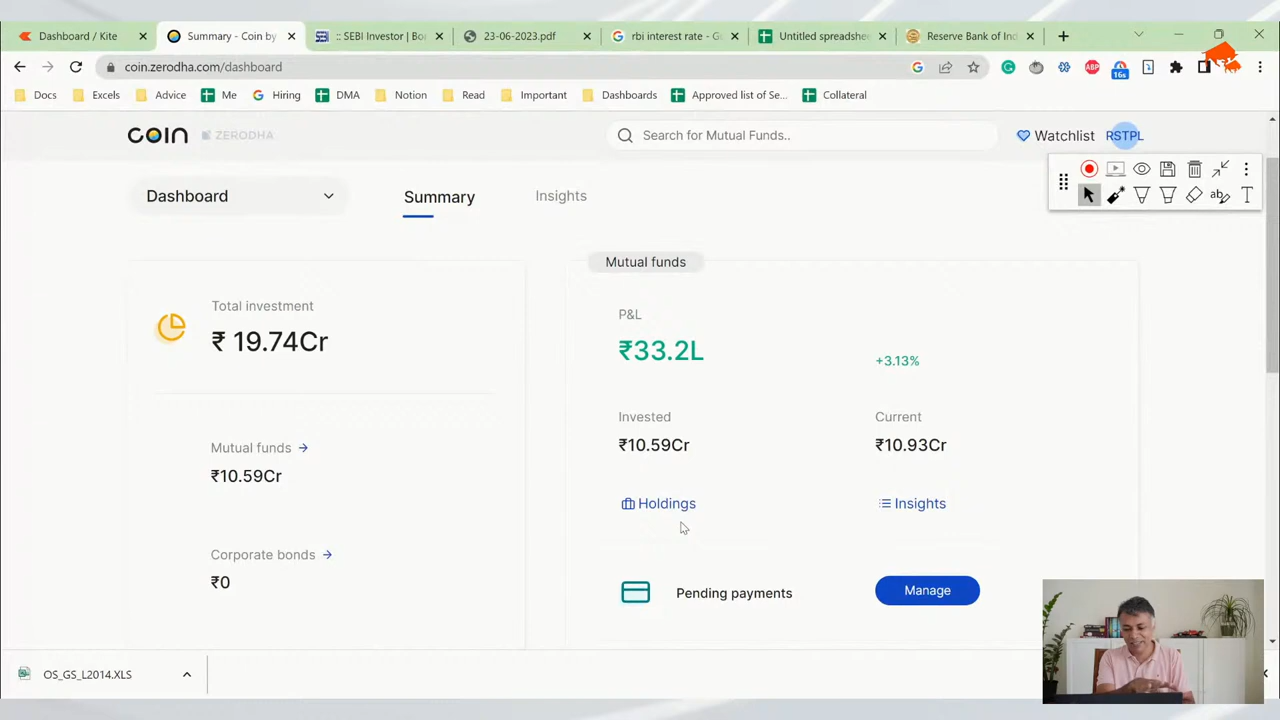 Dashboard / Kite
Summary - Coin by
:: SEBI Investor | Bo
23-06-2023.pdf
rbi interest rate - G
Untitled spreadshe
Reserve Bank of Ind
coin.zerodha.com/dashboard
ABP
16s
Docs
Excels
Advice
Me
Hiring
DMA
Notion
Read
Important
Dashboards
Approved list of Se...
Collateral
coin
ZERODHA
Search for Mutual Funds..
Watchlist
RSTPL
Dashboard
Summary
Insights
ab
T
Total investment
₹ 19.74Cr
Mutual funds →
₹10.59Cr
Corporate bonds →
₹0
Mutual funds
P&L
₹33.2L
+3.13%
Invested
₹10.59Cr
Current
₹10.93Cr
Holdings
Insights
Pending payments
Manage
OS_GS_L2014.XLS